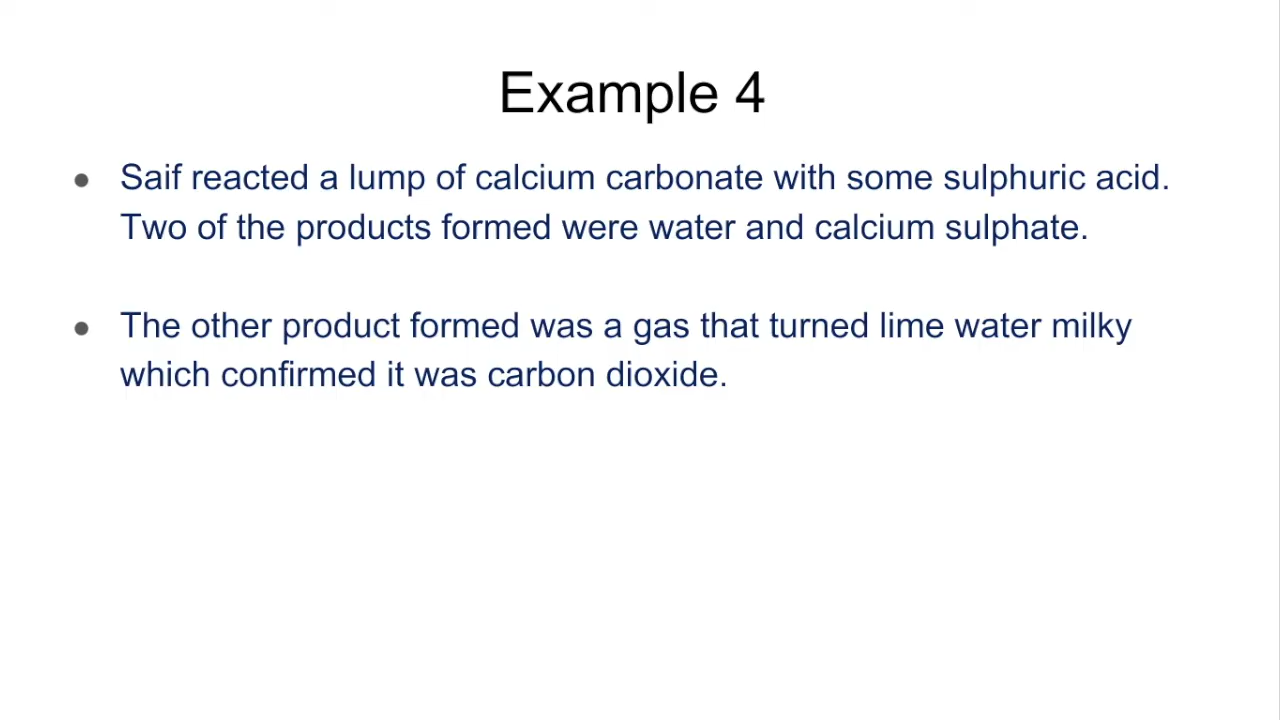 Example 4
● Saif reacted a lump of calcium carbonate with some sulphuric acid.
Two of the products formed were water and calcium sulphate.
● The other product formed was a gas that turned lime water milky
which confirmed it was carbon dioxide.